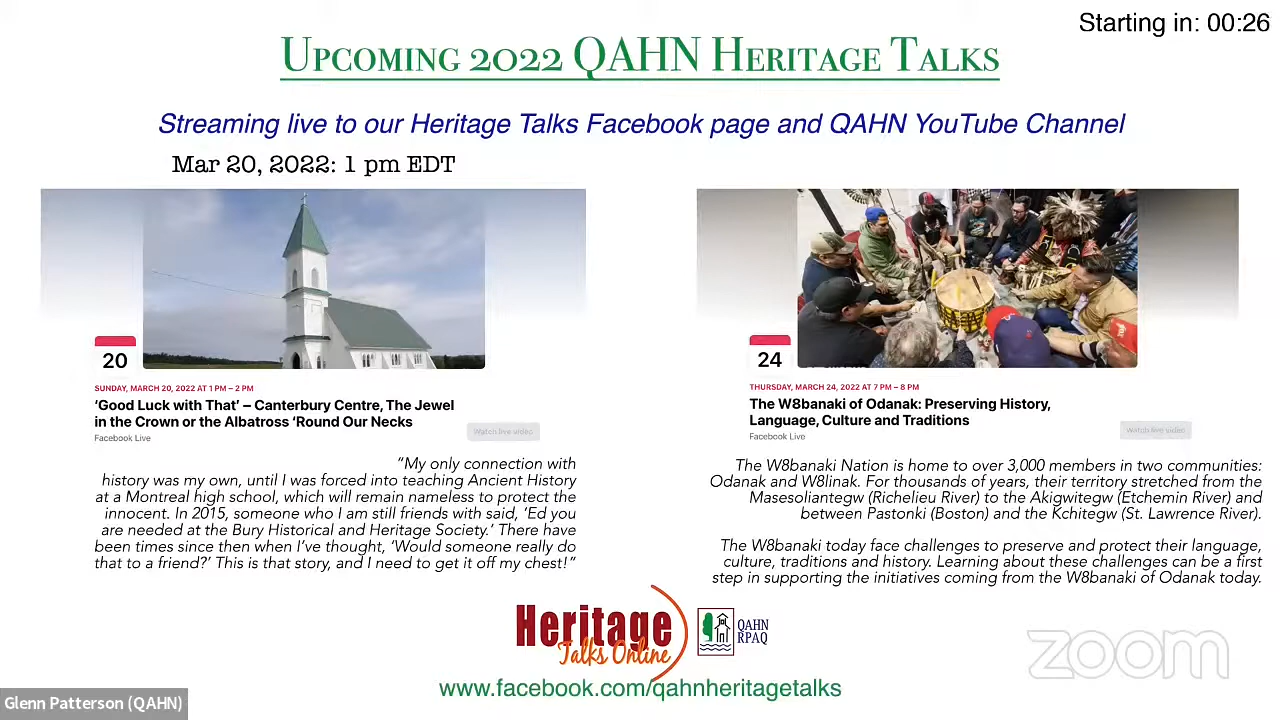 Starting in: 00:26
UPCOMING 2022 QAHN HERITAGE TALKS
Streaming live to our Heritage Talks Facebook page and QAHN YouTube Channel
Mar 20, 2022: 1 pm EDT
20
SUNDAY, MARCH 20, 2022 AT 1 PM – 2 PM
‘Good Luck with That’ – Canterbury Centre, The Jewel
in the Crown or the Albatross ‘Round Our Necks
Facebook Live
Watch live video
“My only connection with
history was my own, until I was forced into teaching Ancient History
at a Montreal high school, which will remain nameless to protect the
innocent. In 2015, someone who I am still friends with said, ‘Ed you
are needed at the Bury Historical and Heritage Society.’ There have
been times since then when I’ve thought, ‘Would someone really do
that to a friend?’ This is that story, and I need to get it off my chest!”
24
THURSDAY, MARCH 24, 2022 AT 7 PM – 8 PM
The W8banaki of Odanak: Preserving History,
Language, Culture and Traditions
Facebook Live
Watch live video
The W8banaki Nation is home to over 3,000 members in two communities:
Odanak and W8linak. For thousands of years, their territory stretched from the
Masesoliantegw (Richelieu River) to the Akigwitegw (Etchemin River) and
between Pastonki (Boston) and the Kchitegw (St. Lawrence River).
The W8banaki today face challenges to preserve and protect their language,
culture, traditions and history. Learning about these challenges can be a first
step in supporting the initiatives coming from the W8banaki of Odanak today.
Heritage
Talks Online
QAHN
RPAQ
www.facebook.com/qahnheritagetalks
zoom
Glenn Patterson (QAHN)